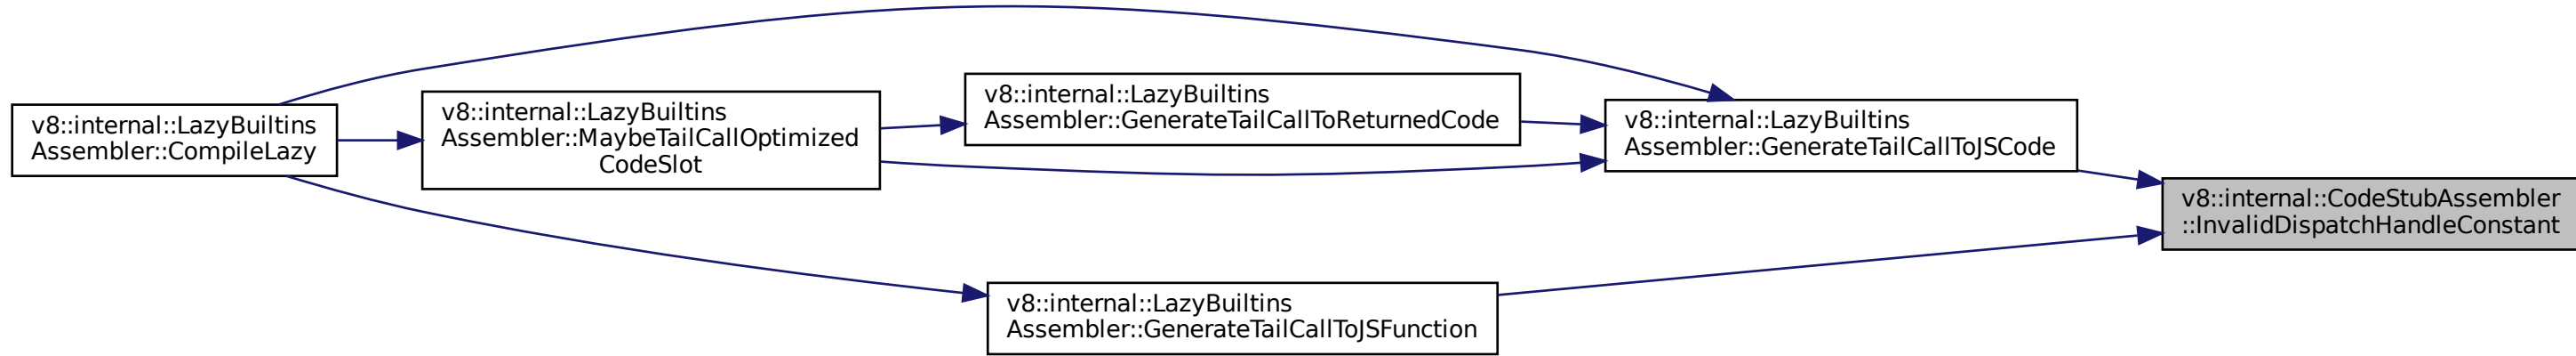 v8::internal::LazyBuiltins
Assembler::CompileLazy
v8::internal::LazyBuiltins
Assembler::MaybeTailCallOptimized
CodeSlot
v8::internal::LazyBuiltins
Assembler::GenerateTailCallToReturnedCode
v8::internal::LazyBuiltins
Assembler::GenerateTailCallToJSFunction
v8::internal::LazyBuiltins
Assembler::GenerateTailCallToJSCode
v8::internal::CodeStubAssembler
::InvalidDispatchHandleConstant